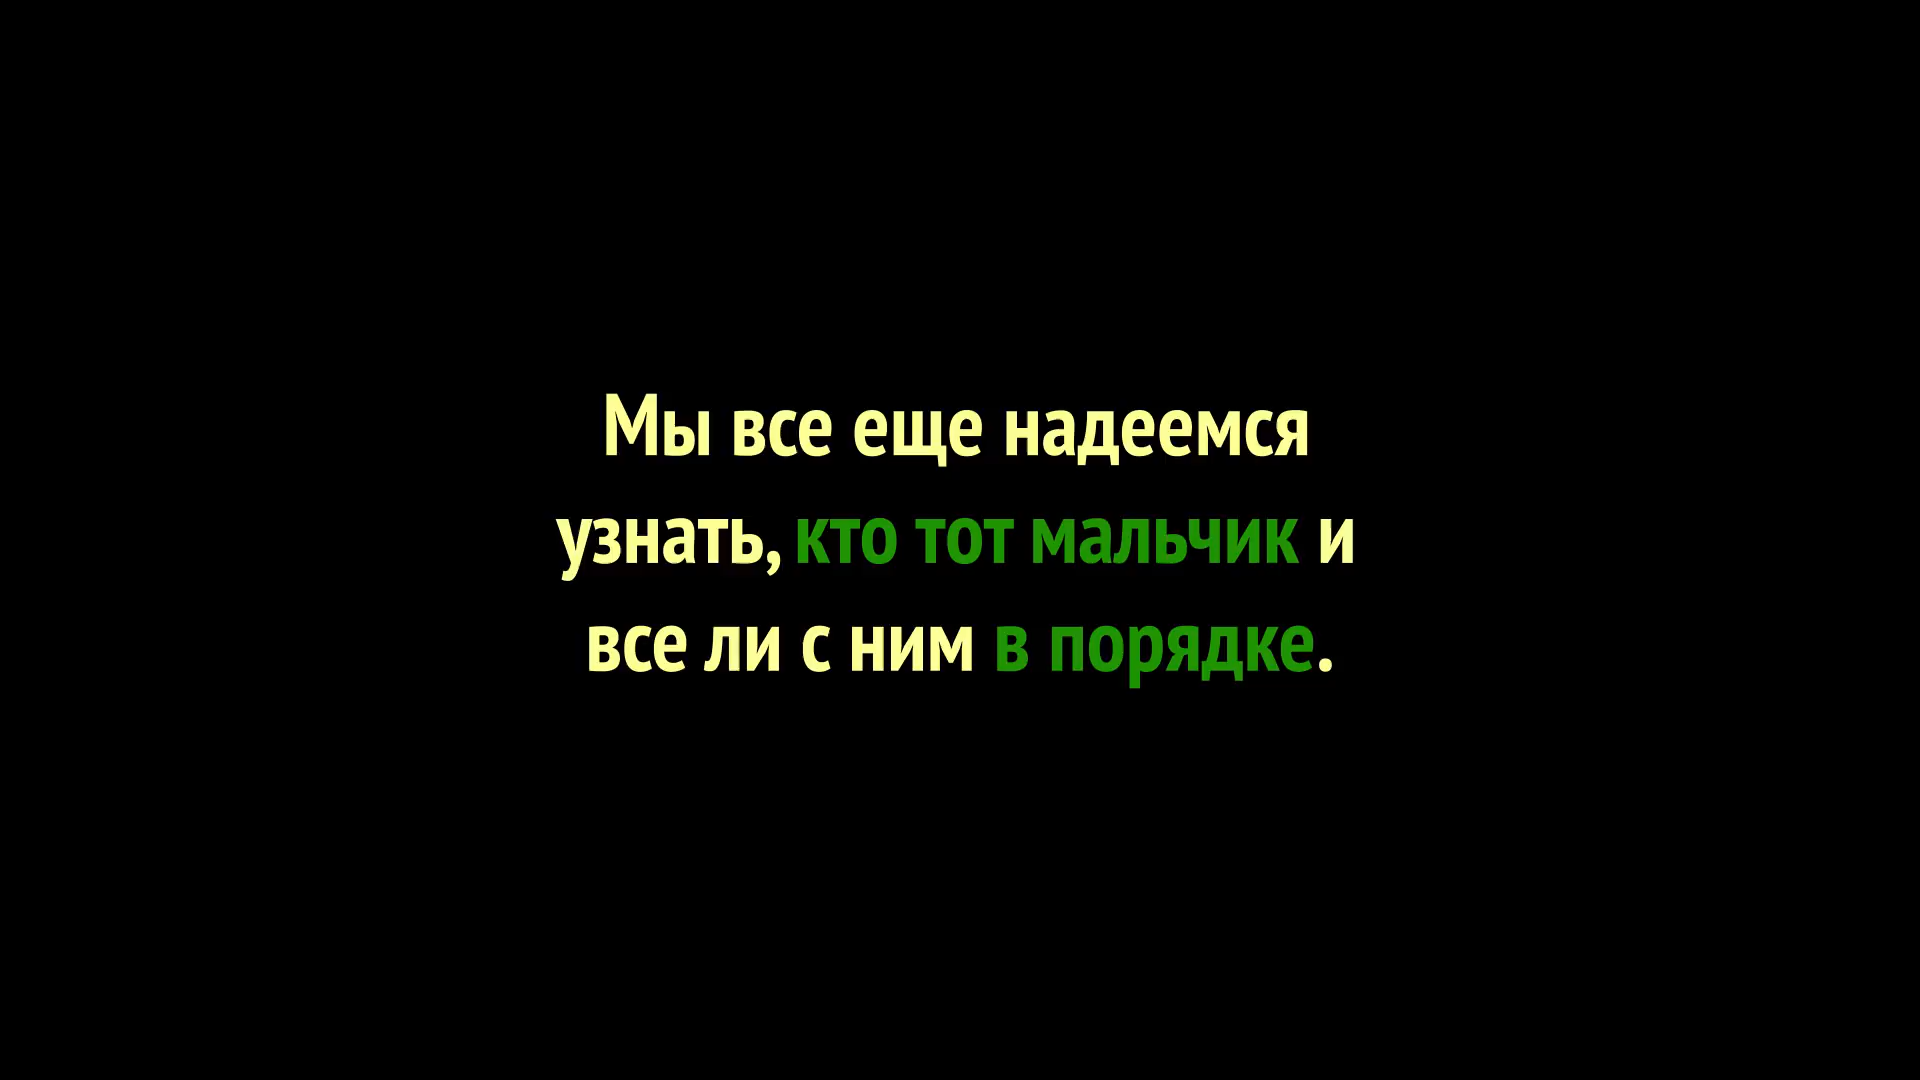 Мы все еще надеемся
узнать, кто тот мальчик и
все ли с ним в порядке.